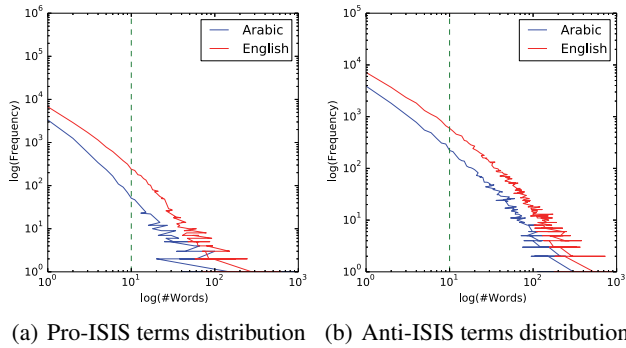 10^6
10^5
10^4
10^3
10^2
10^1
10^0
log(Frequency)
10^0 10^1 10^2 10^3
log(#Words)
Arabic
English
10^5
10^4
10^3
10^2
10^1
10^0
log(Frequency)
10^0 10^1 10^2 10^3
log(#Words)
Arabic
English
(a) Pro-ISIS terms distribution (b) Anti-ISIS terms distribution